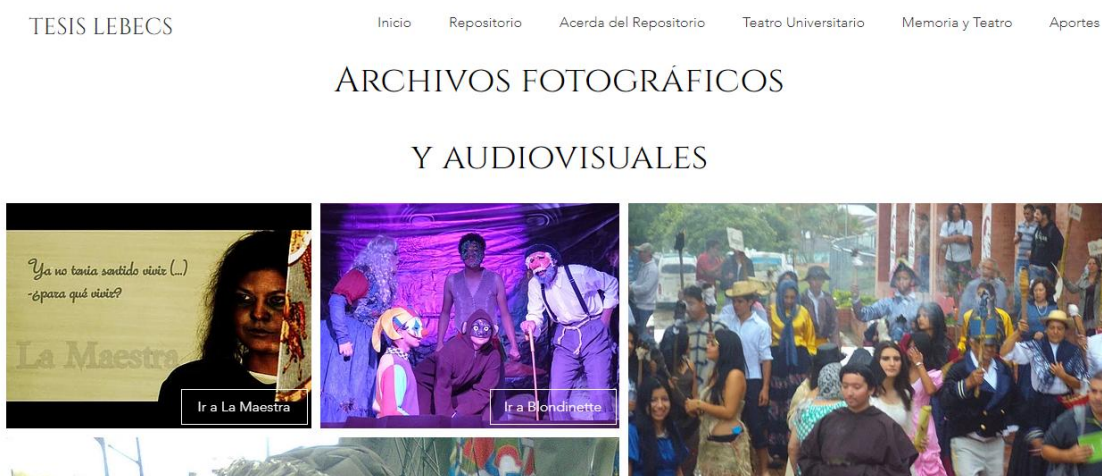 TESIS LEBECS
Inicio
Repositorio
Acerda del Repositorio
Teatro Universitario
Memoria y Teatro
Aportes
Archivos fotográficos
y audiovisuales
Ya no tenia sentido vivir (...)
-¿para qué vivir?
La Maestra
Ir a La Maestra
Ir a Blondinette